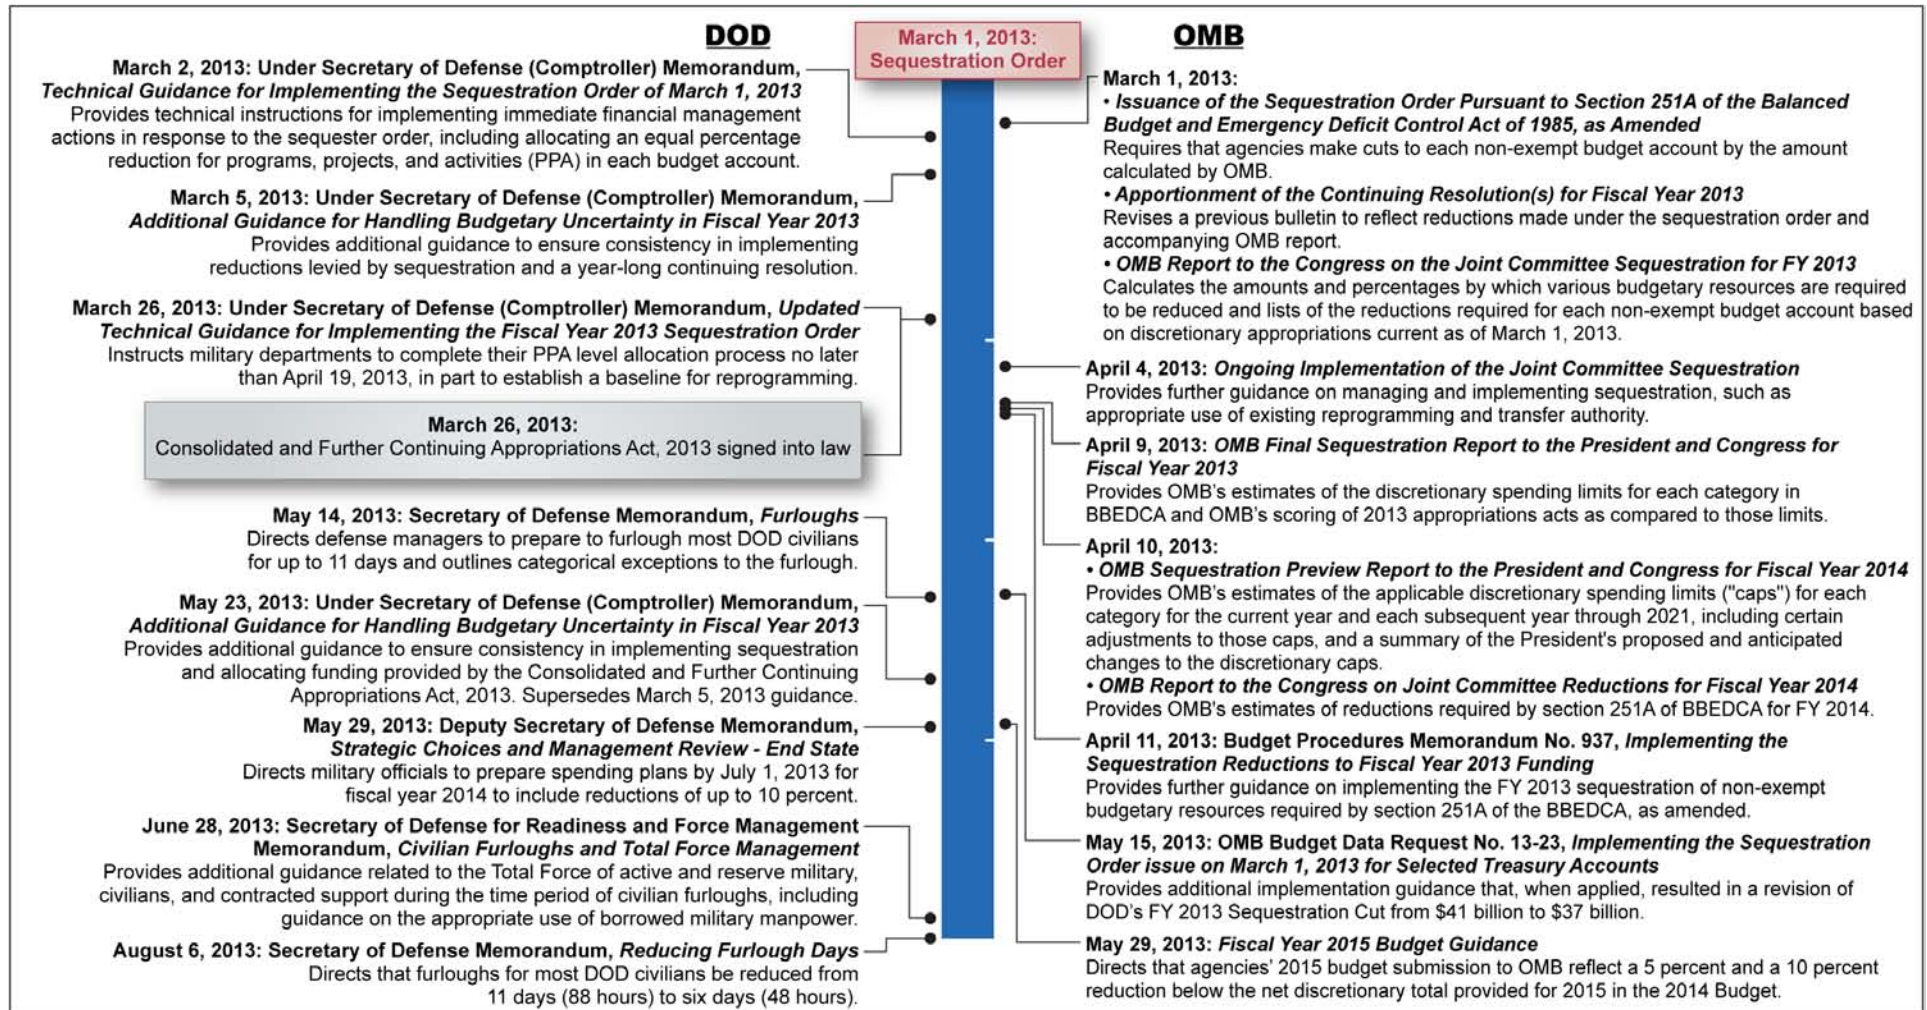 DOD
March 1, 2013:
Sequestration Order
OMB
March 2, 2013: Under Secretary of Defense (Comptroller) Memorandum,
Technical Guidance for Implementing the Sequestration Order of March 1, 2013
Provides technical instructions for implementing immediate financial management
actions in response to the sequester order, including allocating an equal percentage
reduction for programs, projects, and activities (PPA) in each budget account.
March 5, 2013: Under Secretary of Defense (Comptroller) Memorandum,
Additional Guidance for Handling Budgetary Uncertainty in Fiscal Year 2013
Provides additional guidance to ensure consistency in implementing
reductions levied by sequestration and a year-long continuing resolution.
March 26, 2013: Under Secretary of Defense (Comptroller) Memorandum, Updated
Technical Guidance for Implementing the Fiscal Year 2013 Sequestration Order
Instructs military departments to complete their PPA level allocation process no later
than April 19, 2013, in part to establish a baseline for reprogramming.
March 26, 2013:
Consolidated and Further Continuing Appropriations Act, 2013 signed into law
May 14, 2013: Secretary of Defense Memorandum, Furloughs
Directs defense managers to prepare to furlough most DOD civilians
for up to 11 days and outlines categorical exceptions to the furlough.
May 23, 2013: Under Secretary of Defense (Comptroller) Memorandum,
Additional Guidance for Handling Budgetary Uncertainty in Fiscal Year 2013
Provides additional guidance to ensure consistency in implementing sequestration
and allocating funding provided by the Consolidated and Further Continuing
Appropriations Act, 2013. Supersedes March 5, 2013 guidance.
May 29, 2013: Deputy Secretary of Defense Memorandum,
Strategic Choices and Management Review - End State
Directs military officials to prepare spending plans by July 1, 2013 for
fiscal year 2014 to include reductions of up to 10 percent.
June 28, 2013: Secretary of Defense for Readiness and Force Management
Memorandum, Civilian Furloughs and Total Force Management
Provides additional guidance related to the Total Force of active and reserve military,
civilians, and contracted support during the time period of civilian furloughs, including
guidance on the appropriate use of borrowed military manpower.
August 6, 2013: Secretary of Defense Memorandum, Reducing Furlough Days
Directs that furloughs for most DOD civilians be reduced from
11 days (88 hours) to six days (48 hours).
March 1, 2013:
• Issuance of the Sequestration Order Pursuant to Section 251A of the Balanced
Budget and Emergency Deficit Control Act of 1985, as Amended
Requires that agencies make cuts to each non-exempt budget account by the amount
calculated by OMB.
• Apportionment of the Continuing Resolution(s) for Fiscal Year 2013
Revises a previous bulletin to reflect reductions made under the sequestration order and
accompanying OMB report.
• OMB Report to the Congress on the Joint Committee Sequestration for FY 2013
Calculates the amounts and percentages by which various budgetary resources are required
to be reduced and lists of the reductions required for each non-exempt budget account based
on discretionary appropriations current as of March 1, 2013.
April 4, 2013: Ongoing Implementation of the Joint Committee Sequestration
Provides further guidance on managing and implementing sequestration, such as
appropriate use of existing reprogramming and transfer authority.
April 9, 2013: OMB Final Sequestration Report to the President and Congress for
Fiscal Year 2013
Provides OMB's estimates of the discretionary spending limits for each category in
BBEDCA and OMB's scoring of 2013 appropriations acts as compared to those limits.
April 10, 2013:
• OMB Sequestration Preview Report to the President and Congress for Fiscal Year 2014
Provides OMB's estimates of the applicable discretionary spending limits ("caps") for each
category for the current year and each subsequent year through 2021, including certain
adjustments to those caps, and a summary of the President's proposed and anticipated
changes to the discretionary caps.
• OMB Report to the Congress on Joint Committee Reductions for Fiscal Year 2014
Provides OMB's estimates of reductions required by section 251A of BBEDCA for FY 2014.
April 11, 2013: Budget Procedures Memorandum No. 937, Implementing the
Sequestration Reductions to Fiscal Year 2013 Funding
Provides further guidance on implementing the FY 2013 sequestration of non-exempt
budgetary resources required by section 251A of the BBEDCA, as amended.
May 15, 2013: OMB Budget Data Request No. 13-23, Implementing the Sequestration
Order issue on March 1, 2013 for Selected Treasury Accounts
Provides additional implementation guidance that, when applied, resulted in a revision of
DOD's FY 2013 Sequestration Cut from $41 billion to $37 billion.
May 29, 2013: Fiscal Year 2015 Budget Guidance
Directs that agencies' 2015 budget submission to OMB reflect a 5 percent and a 10 percent
reduction below the net discretionary total provided for 2015 in the 2014 Budget.